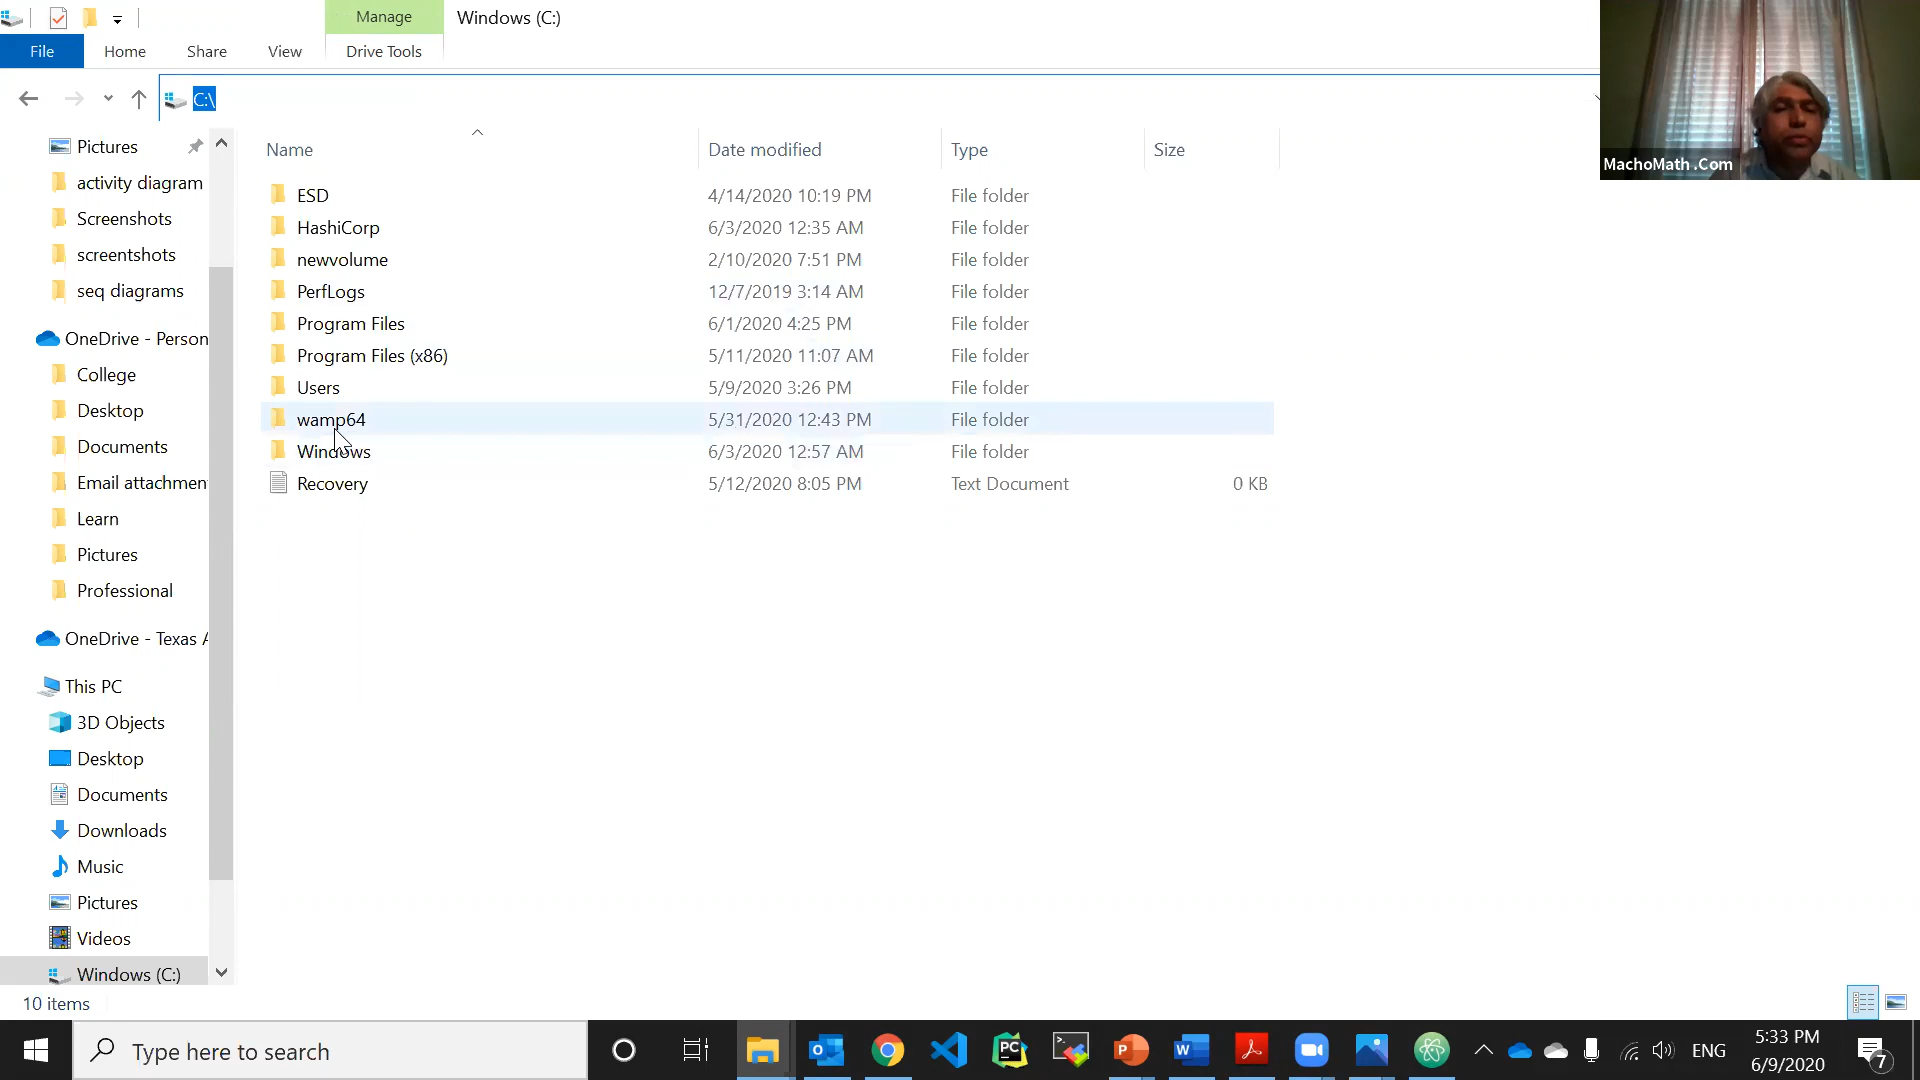 Manage
Windows (C:)
File
Home
Share
View
Drive Tools
C:\
MachoMath .Com
Pictures
activity diagram
Screenshots
screentshots
seq diagrams
OneDrive - Person
College
Desktop
Documents
Email attachmen
Learn
Pictures
Professional
OneDrive - Texas A
This PC
3D Objects
Desktop
Documents
Downloads
Music
Pictures
Videos
Windows (C:)
Name Date modified Type Size
ESD 4/14/2020 10:19 PM File folder
HashiCorp 6/3/2020 12:35 AM File folder
newvolume 2/10/2020 7:51 PM File folder
PerfLogs 12/7/2019 3:14 AM File folder
Program Files 6/1/2020 4:25 PM File folder
Program Files (x86) 5/11/2020 11:07 AM File folder
Users 5/9/2020 3:26 PM File folder
wamp64 5/31/2020 12:43 PM File folder
Windows 6/3/2020 12:57 AM File folder
Recovery 5/12/2020 8:05 PM Text Document 0 KB
10 items
Type here to search
PC
P
W
ENG
5:33 PM
6/9/2020
7